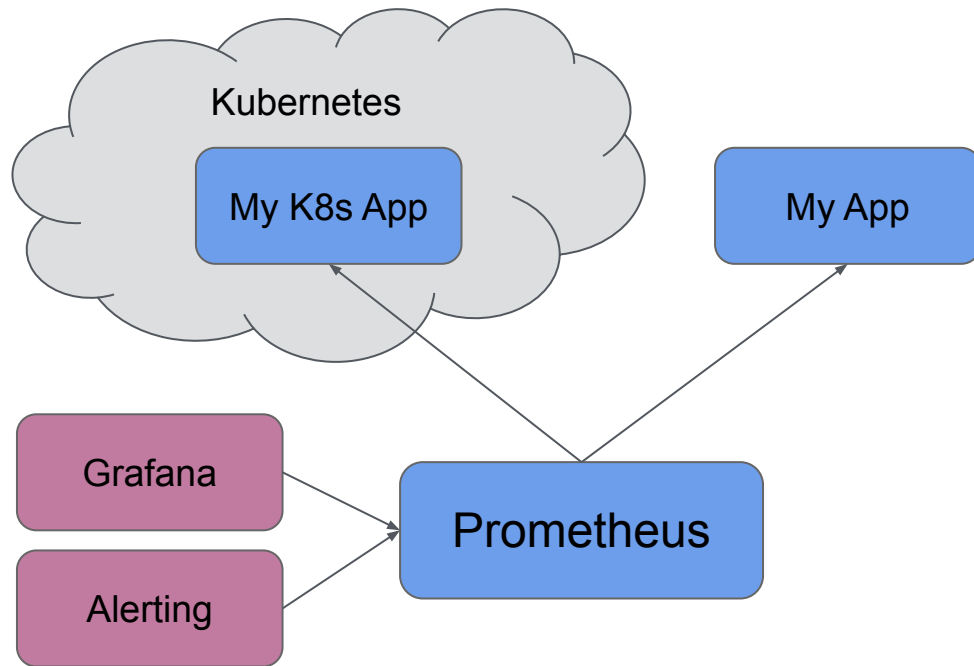 Kubernetes
My K8s App
My App
Grafana
Prometheus
Alerting